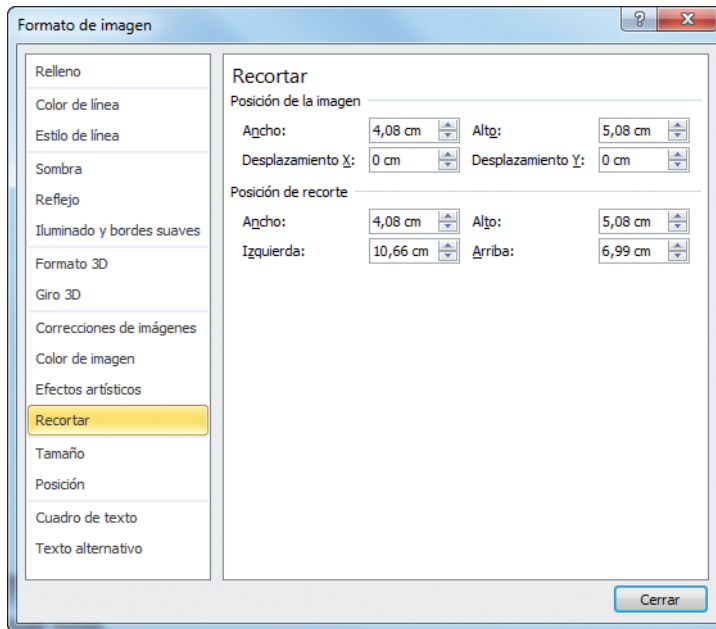 Formato de imagen
?
Relleno
Color de línea
Estilo de línea
Sombra
Reflejo
Iluminado y bordes suaves
Formato 3D
Giro 3D
Correcciones de imágenes
Color de imagen
Efectos artísticos
Recortar
Tamaño
Posición
Cuadro de texto
Texto alternativo
Recortar
Posición de la imagen
Ancho: 4,08 cm Alto: 5,08 cm
Desplazamiento X: 0 cm Desplazamiento Y: 0 cm
Posición de recorte
Ancho: 4,08 cm Alto: 5,08 cm
Izquierda: 10,66 cm Arriba: 6,99 cm
Cerrar